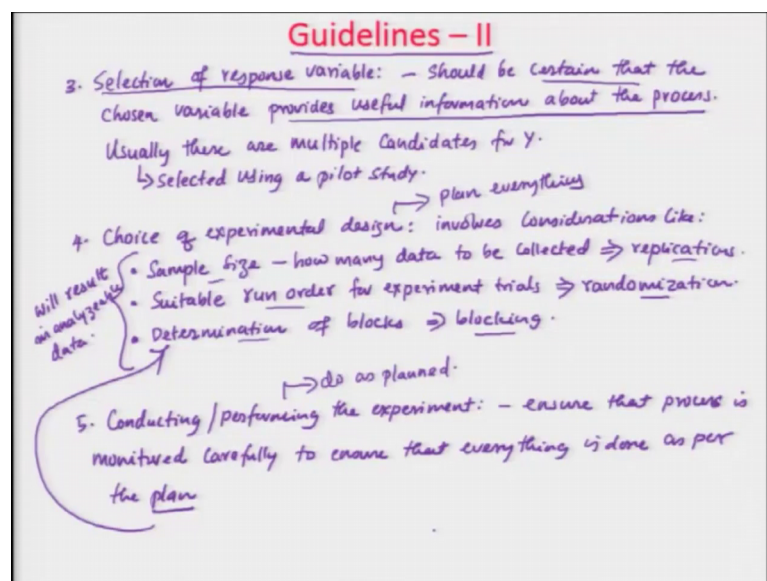 Guidelines – II
3. Selection of response variable: – should be certain that the
chosen variable provides useful information about the process.
Usually there are multiple candidates for Y.
↳ selected using a pilot study.
↦ plan everything
4. Choice of experimental design: involves considerations like:
• Sample size – how many data to be collected ⇒ replications.
• Suitable run order for experiment trials ⇒ randomization.
• Determination of blocks ⇒ blocking.
will result
in analyzeable
data.
↦ do as planned.
5. Conducting/performing the experiment: – ensure that process is
monitored carefully to ensure that everything is done as per
the plan